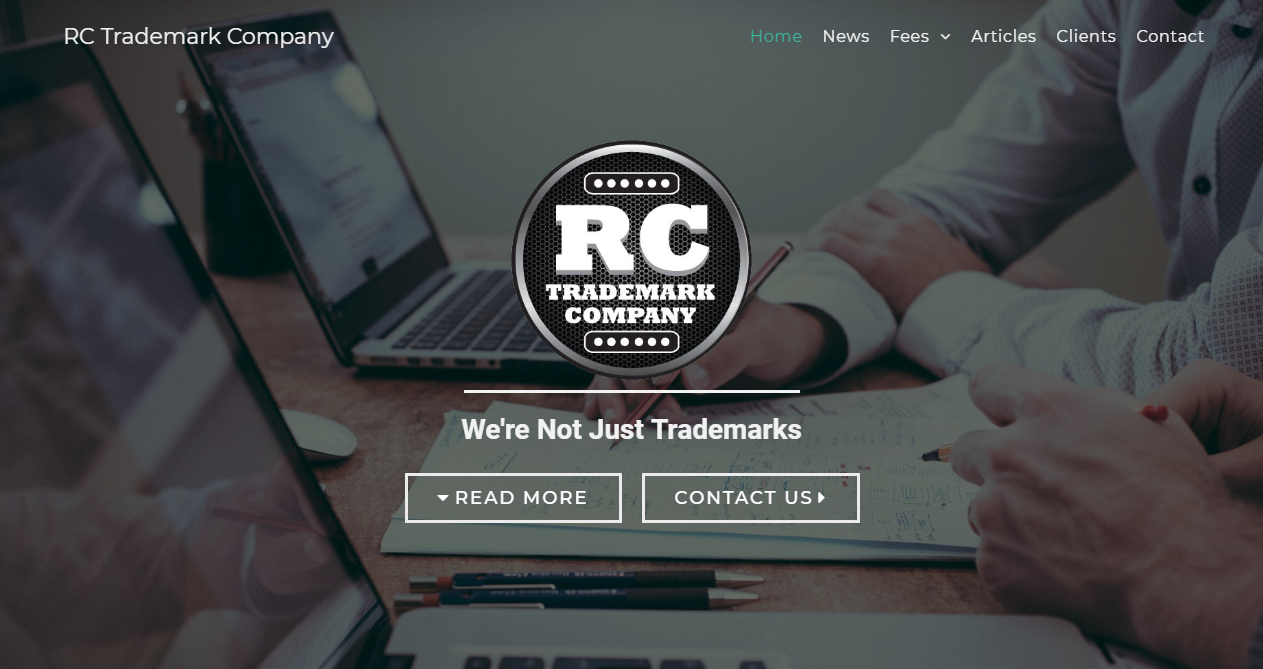 RC Trademark Company
Home News Fees Articles Clients Contact
RC
TRADEMARK
COMPANY
We're Not Just Trademarks
READ MORE
CONTACT US